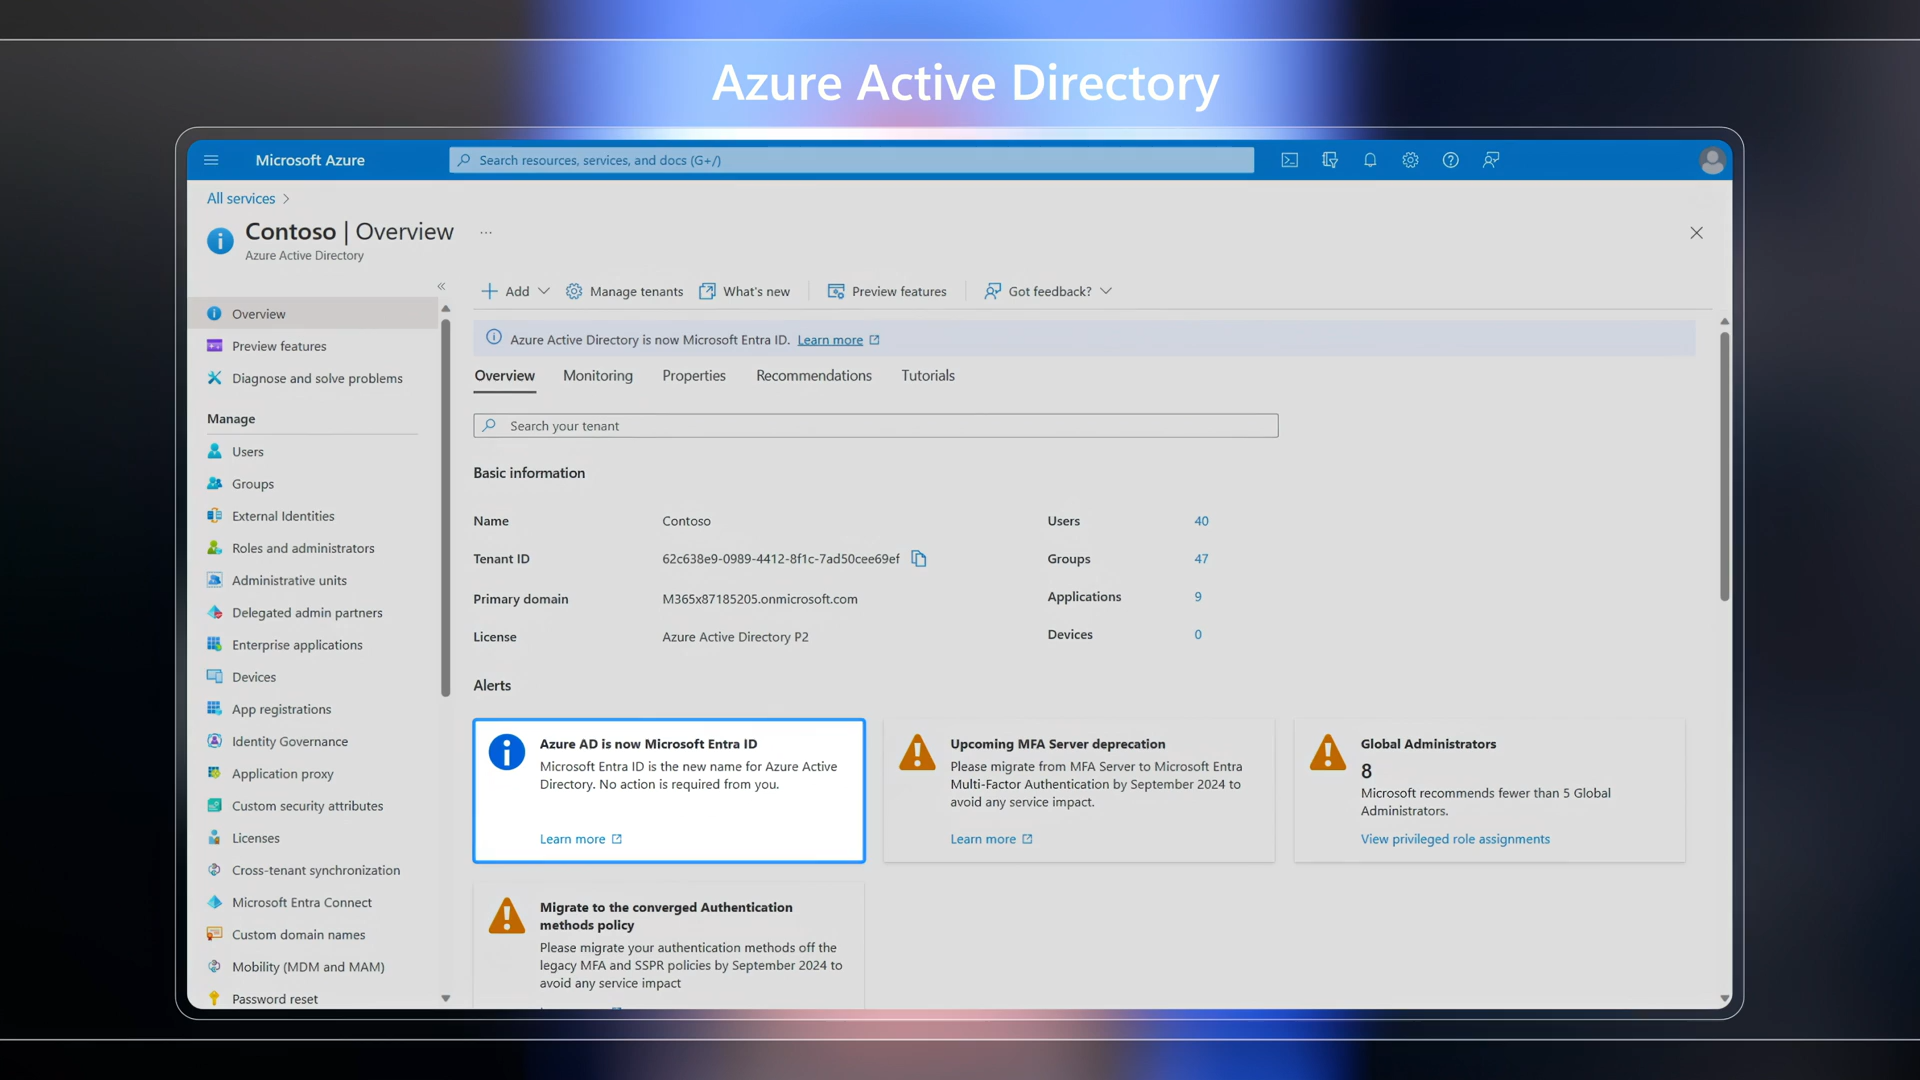 Azure Active Directory
Microsoft Azure
Search resources, services, and docs (G+/)
All services
Contoso | Overview
...
Azure Active Directory
Add
Manage tenants
What's new
Preview features
Got feedback?
Overview
Preview features
Diagnose and solve problems
Manage
Users
Groups
External Identities
Roles and administrators
Administrative units
Delegated admin partners
Enterprise applications
Devices
App registrations
Identity Governance
Application proxy
Custom security attributes
Licenses
Cross-tenant synchronization
Microsoft Entra Connect
Custom domain names
Mobility (MDM and MAM)
Password reset
Azure Active Directory is now Microsoft Entra ID. Learn more
Overview
Monitoring
Properties
Recommendations
Tutorials
Search your tenant
Basic information
Name Contoso
Tenant ID 62c638e9-0989-4412-8f1c-7ad50cee69ef
Primary domain M365x87185205.onmicrosoft.com
License Azure Active Directory P2
Users 40
Groups 47
Applications 9
Devices 0
Alerts
Azure AD is now Microsoft Entra ID
Microsoft Entra ID is the new name for Azure Active
Directory. No action is required from you.
Learn more
Upcoming MFA Server deprecation
Please migrate from MFA Server to Microsoft Entra
Multi-Factor Authentication by September 2024 to
avoid any service impact.
Learn more
Global Administrators
8
Microsoft recommends fewer than 5 Global
Administrators.
View privileged role assignments
Migrate to the converged Authentication
methods policy
Please migrate your authentication methods off the
legacy MFA and SSPR policies by September 2024 to
avoid any service impact